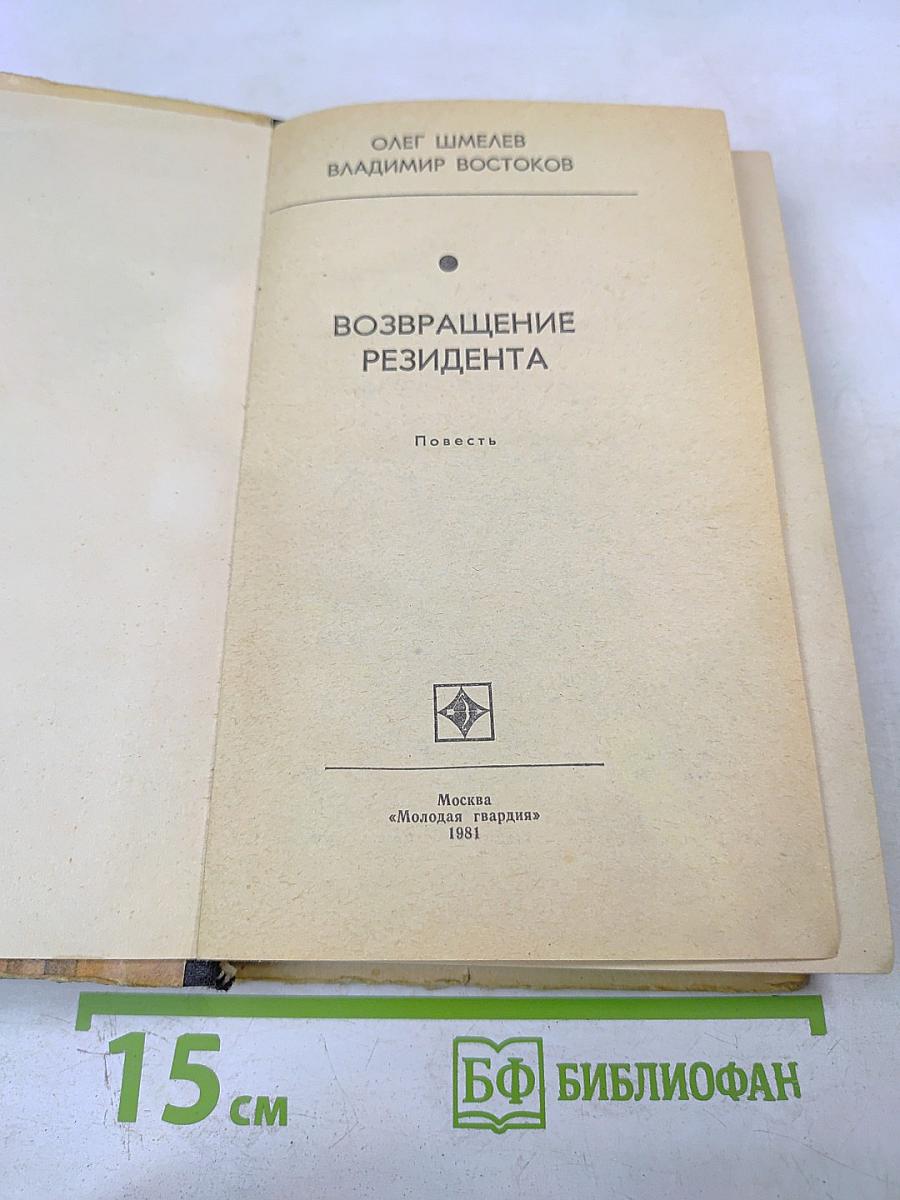 ОЛЕГ ШМЕЛЕВ
ВЛАДИМИР ВОСТОКОВ
ВОЗВРАЩЕНИЕ
РЕЗИДЕНТА
Повесть
Москва
«Молодая гвардия»
1981
15 см
БФ БИБЛИОФАН